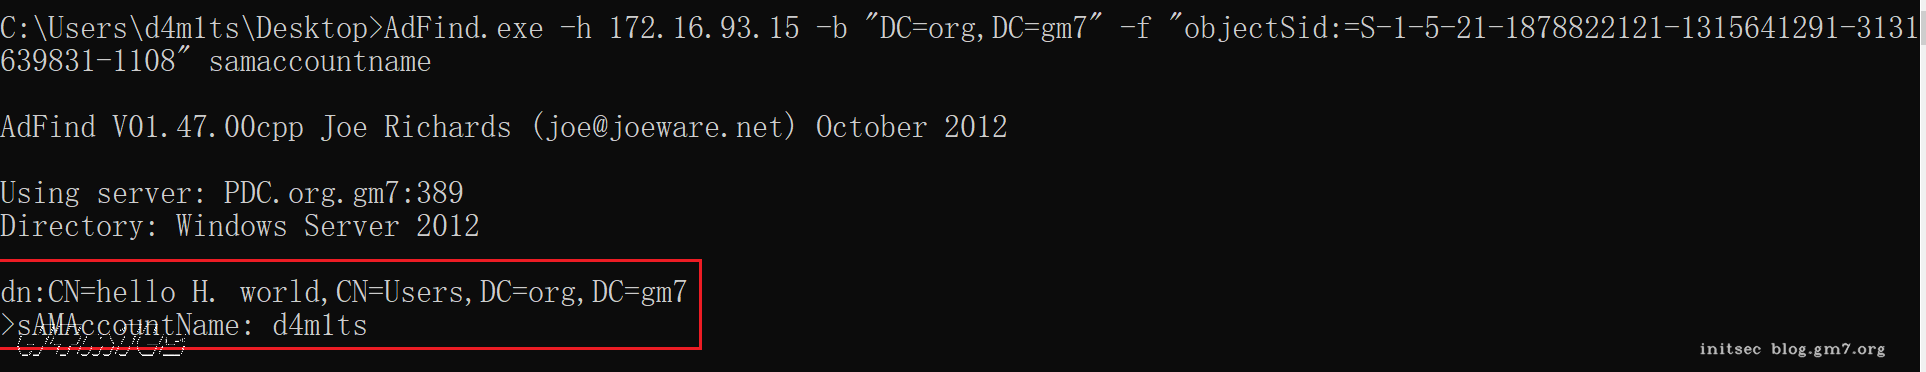 C:\Users\d4m1ts\Desktop>AdFind.exe -h 172.16.93.15 -b "DC=org,DC=gm7" -f "objectSid:=S-1-5-21-1878822121-1315641291-3131
639831-1108" samaccountname
AdFind V01.47.00cpp Joe Richards (joe@joeware.net) October 2012
Using server: PDC.org.gm7:389
Directory: Windows Server 2012
dn:CN=hello H. world,CN=Users,DC=org,DC=gm7
>sAMAccountName: d4m1ts
initsec blog.gm7.org